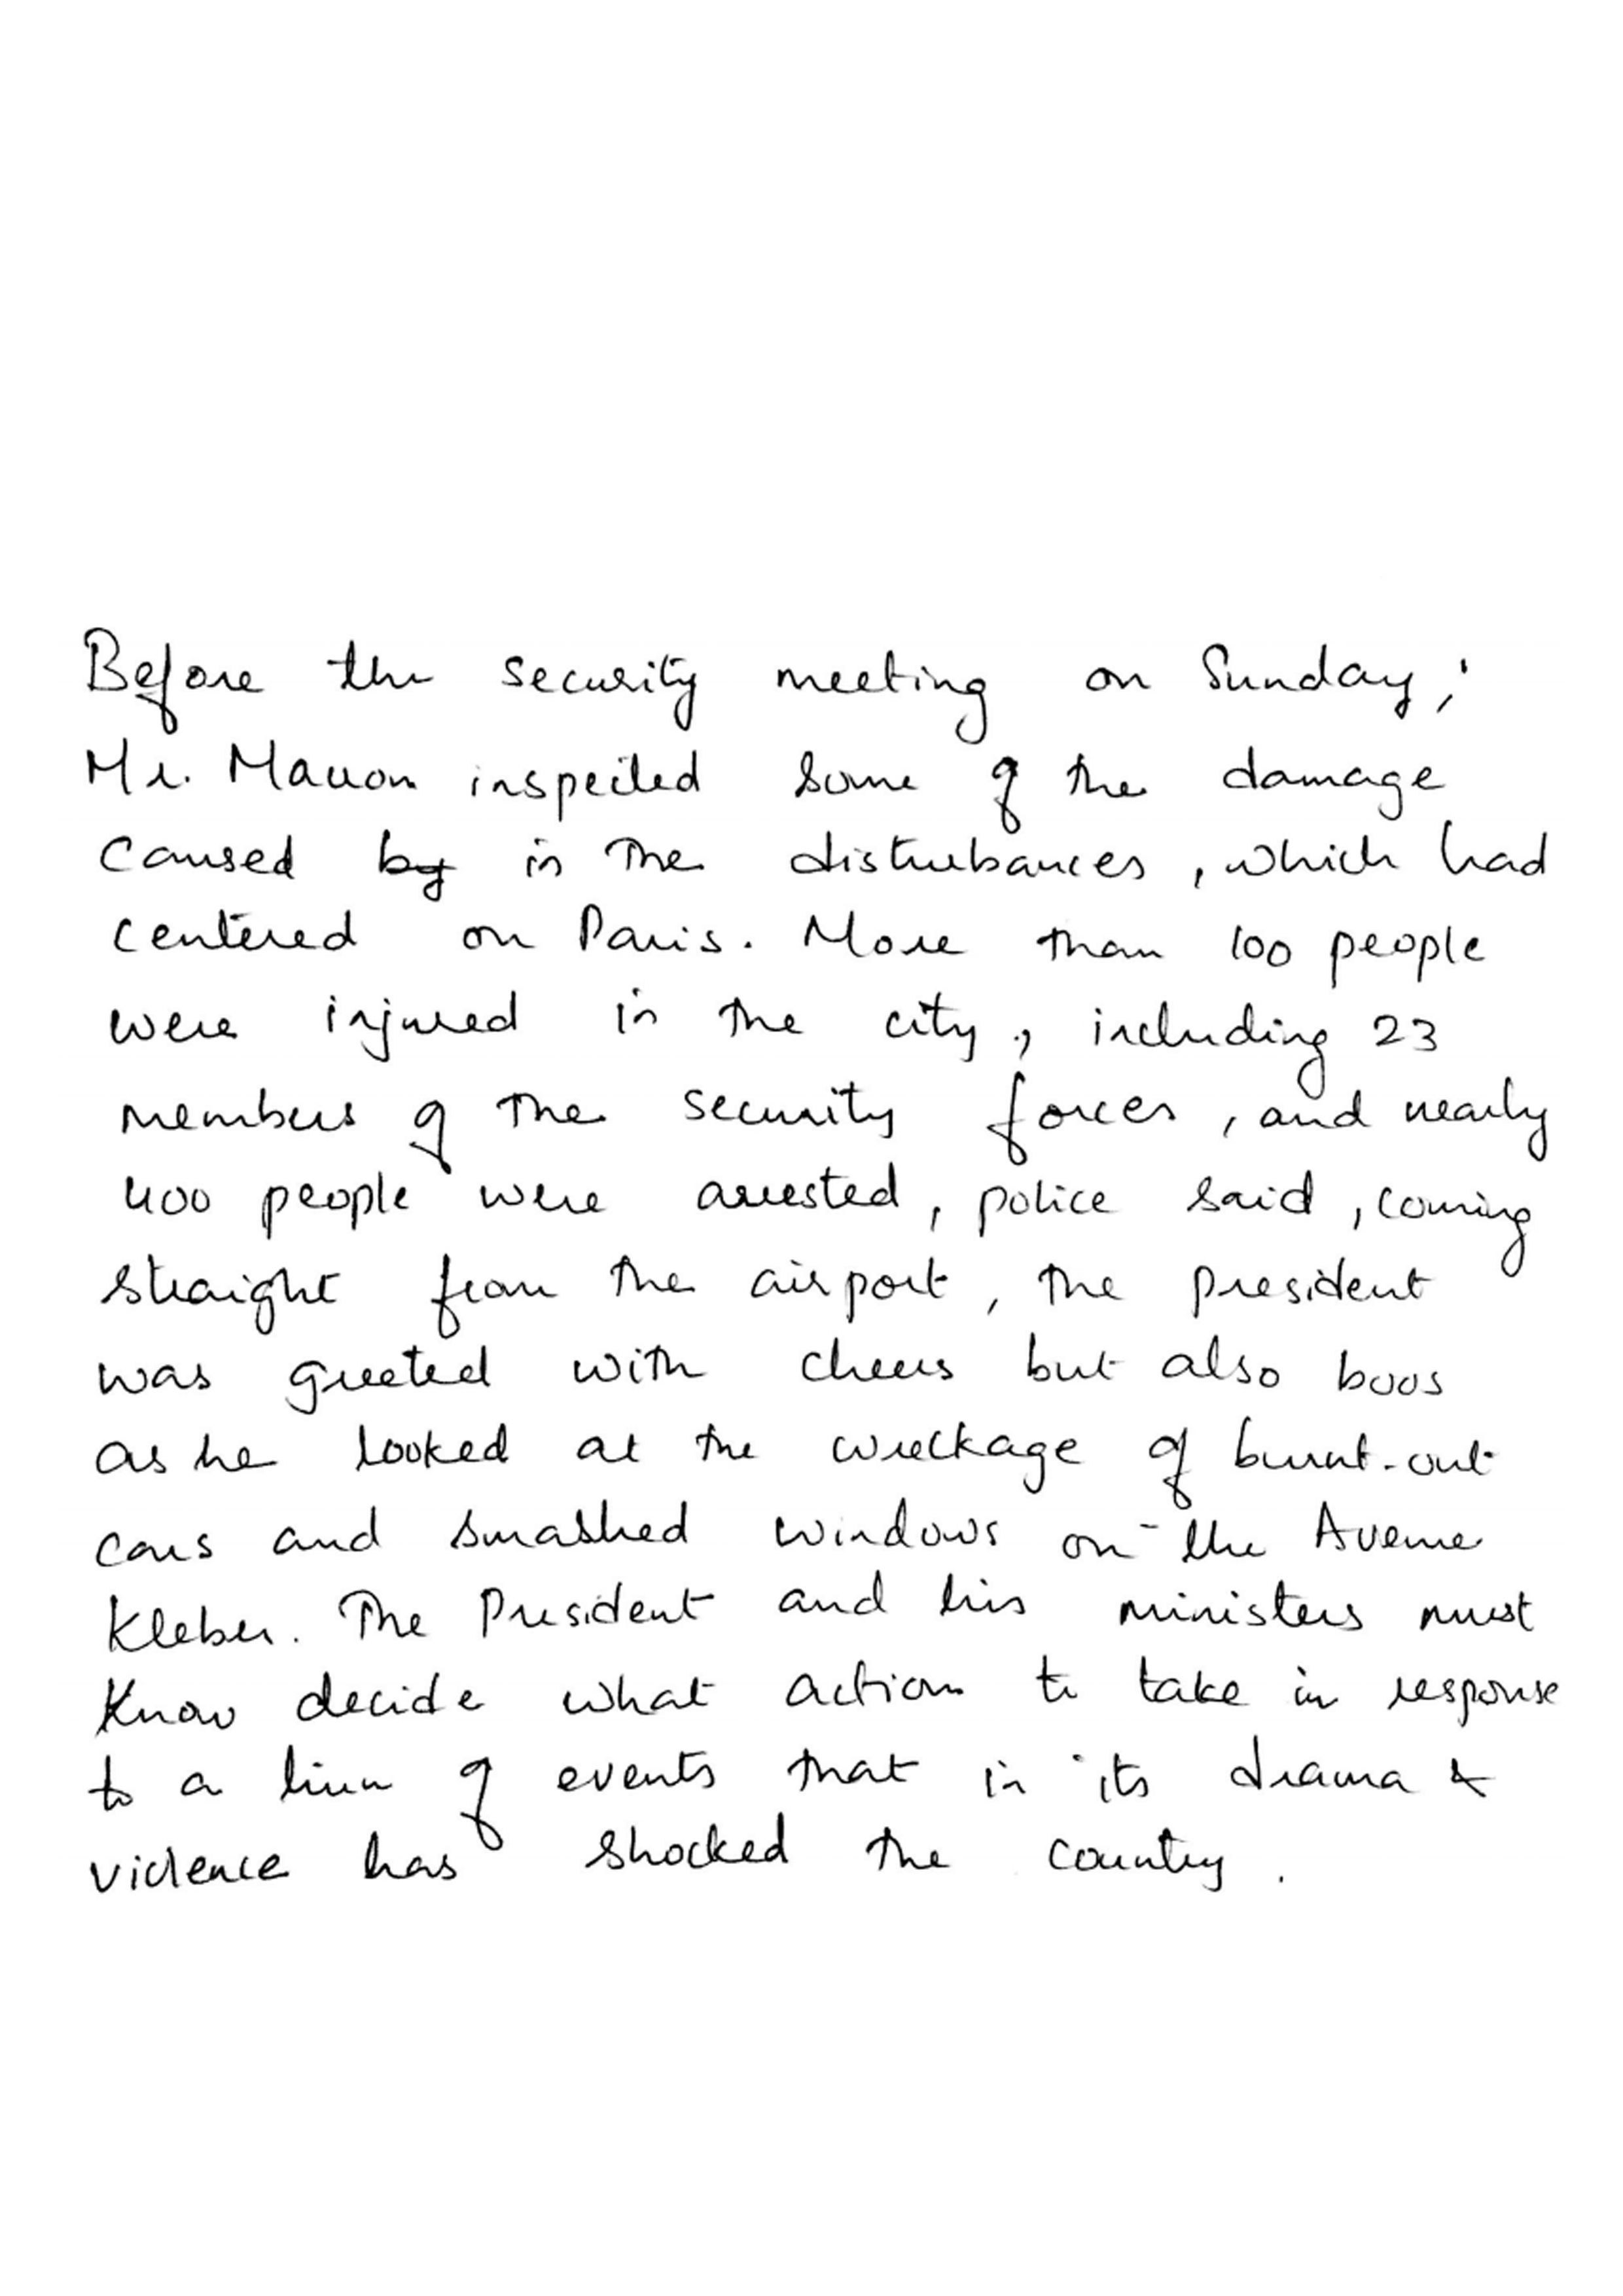 Before the security meeting on Sunday,
Mr. Macron inspected some of the damage
caused by in the disturbances, which had
centered on Paris. More than 100 people
were injured in the city, including 23
members of the security forces, and nearly
400 people were arrested, police said, coming
straight from the airport, the president
was greeted with cheers but also boos
as he looked at the wreckage of burnt-out
cars and smashed windows on the Avenue
Kleber. The President and his ministers must
know decide what action to take in response
to a of events that in its drama &
violence has shocked the country.